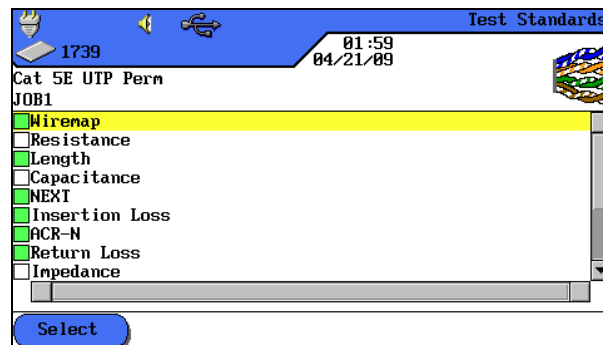 Test Standards
1739
01:59
04/21/09
Cat 5E UTP Perm
JOB1
Wiremap
Resistance
Length
Capacitance
NEXT
Insertion Loss
ACR-N
Return Loss
Impedance
Select